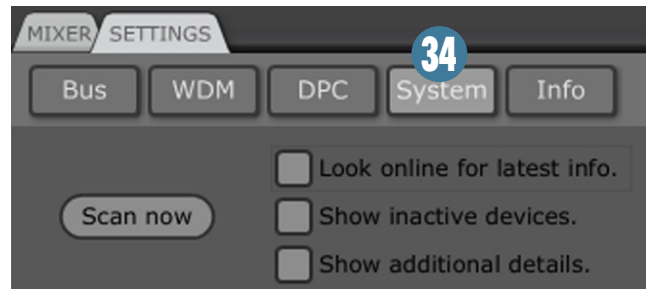 MIXER SETTINGS
34
Bus WDM DPC System Info
Look online for latest info.
Scan now Show inactive devices.
Show additional details.